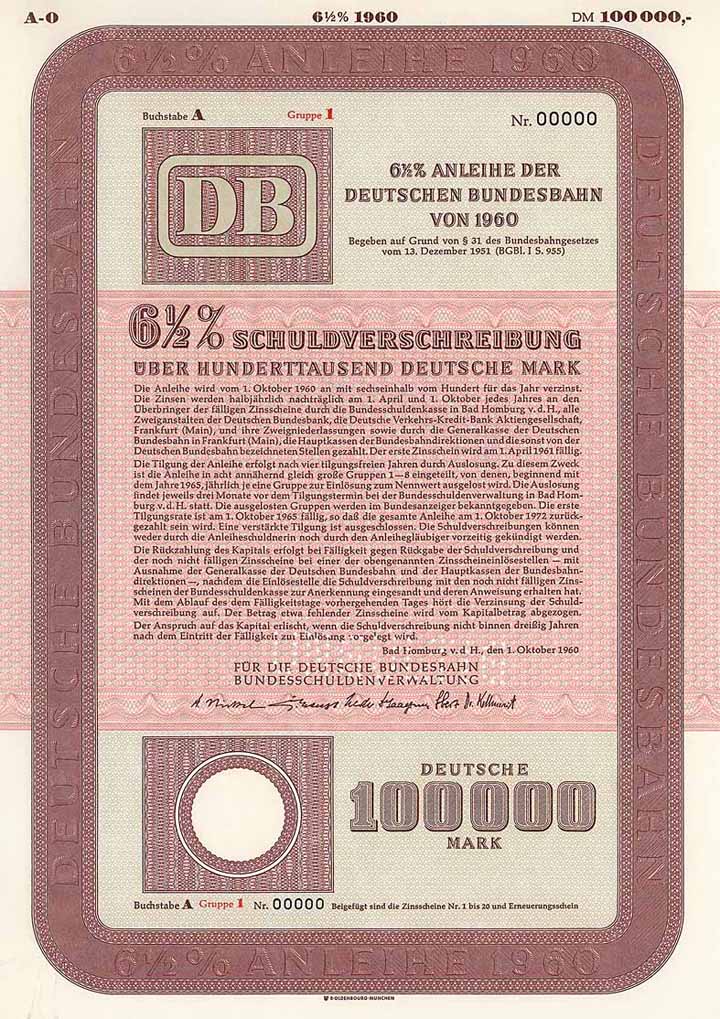 A-0 6½% 1960 DM 100 000,-
6½% ANLEIHE 1960
DEUTSCHE BUNDESBAHN
DEUTSCHE BUNDESBAHN
Buchstabe A Gruppe 1 Nr. 00000
DB
6½% ANLEIHE DER
DEUTSCHEN BUNDESBAHN
VON 1960
Begeben auf Grund von § 31 des Bundesbahngesetzes
vom 13. Dezember 1951 (BGBl. I S. 955)
6½% SCHULDVERSCHREIBUNG
ÜBER HUNDERTTAUSEND DEUTSCHE MARK
Die Anleihe wird vom 1. Oktober 1960 an mit sechseinhalb vom Hundert für das Jahr verzinst.
Die Zinsen werden halbjährlich nachträglich am 1. April und 1. Oktober jedes Jahres an den
Überbringer der fälligen Zinsscheine durch die Bundesschuldenkasse in Bad Homburg v. d. H., alle
Zweiganstalten der Deutschen Bundesbank, die Deutsche Verkehrs-Kredit-Bank Aktiengesellschaft,
Frankfurt (Main), und ihre Zweigniederlassungen sowie durch die Generalkasse der Deutschen
Bundesbahn in Frankfurt (Main), die Hauptkassen der Bundesbahndirektionen und die sonst von der
Deutschen Bundesbahn bezeichneten Stellen gezahlt. Der erste Zinsschein wird am 1. April 1961 fällig.
Die Tilgung der Anleihe erfolgt nach vier tilgungsfreien Jahren durch Auslosung. Zu diesem Zweck
ist die Anleihe in acht annähernd gleich große Gruppen 1—8 eingeteilt, von denen, beginnend mit
dem Jahre 1965, jährlich je eine Gruppe zur Einlösung zum Nennwert ausgelost wird. Die Auslosung
findet jeweils drei Monate vor dem Tilgungstermin bei der Bundesschuldenverwaltung in Bad Hom-
burg v. d. H. statt. Die ausgelosten Gruppen werden im Bundesanzeiger bekanntgegeben. Die erste
Tilgungsrate ist am 1. Oktober 1965 fällig, so daß die gesamte Anleihe am 1. Oktober 1972 zurück-
gezahlt sein wird. Eine verstärkte Tilgung ist ausgeschlossen. Die Schuldverschreibungen können
weder durch die Anleiheschuldnerin noch durch den Anleihegläubiger vorzeitig gekündigt werden.
Die Rückzahlung des Kapitals erfolgt bei Fälligkeit gegen Rückgabe der Schuldverschreibung und
der noch nicht fälligen Zinsscheine bei einer der obengenannten Zinsscheineinlösestellen — mit
Ausnahme der Generalkasse der Deutschen Bundesbahn und der Hauptkassen der Bundesbahn-
direktionen —, nachdem die Einlösestelle die Schuldverschreibung mit den noch nicht fälligen Zins-
scheinen der Bundesschuldenkasse zur Anerkennung eingesandt und deren Anweisung erhalten hat.
Mit dem Ablauf des dem Fälligkeitstage vorhergehenden Tages hört die Verzinsung der Schuld-
verschreibung auf. Der Betrag etwa fehlender Zinsscheine wird vom Kapitalbetrag abgezogen.
Der Anspruch auf das Kapital erlischt, wenn die Schuldverschreibung nicht binnen dreißig Jahren
nach dem Eintritt der Fälligkeit zur Einlösung vorgelegt wird.
Bad Homburg v. d. H., den 1. Oktober 1960
FÜR DIE DEUTSCHE BUNDESBAHN
BUNDESSCHULDENVERWALTUNG
DEUTSCHE
100000
MARK
Buchstabe A Gruppe 1 Nr. 00000 Beigefügt sind die Zinsscheine Nr. 1 bis 20 und Erneuerungsschein
6½% ANLEIHE 1960
R·OLDENBOURG·MÜNCHEN